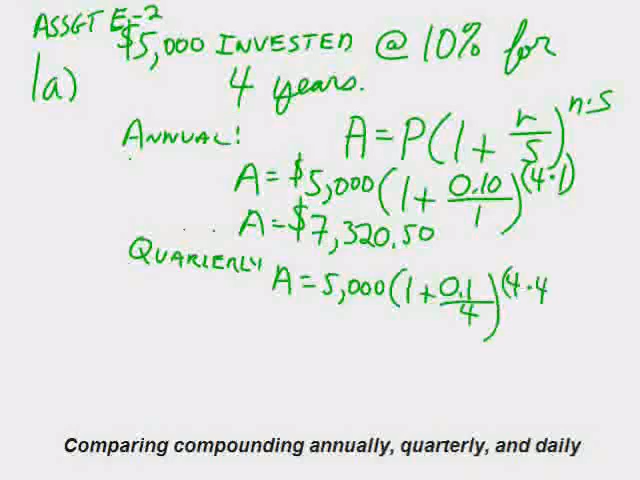 ASSGT E-2
$5,000 INVESTED @ 10% for
1a) 4 years.
ANNUAL: A = P(1 + r/s)^n·s
A = $5,000(1 + 0.10/1)^(4·1)
A = $7,320.50
QUARTERLY A = 5,000(1 + 0.1/4)^(4·4
Comparing compounding annually, quarterly, and daily